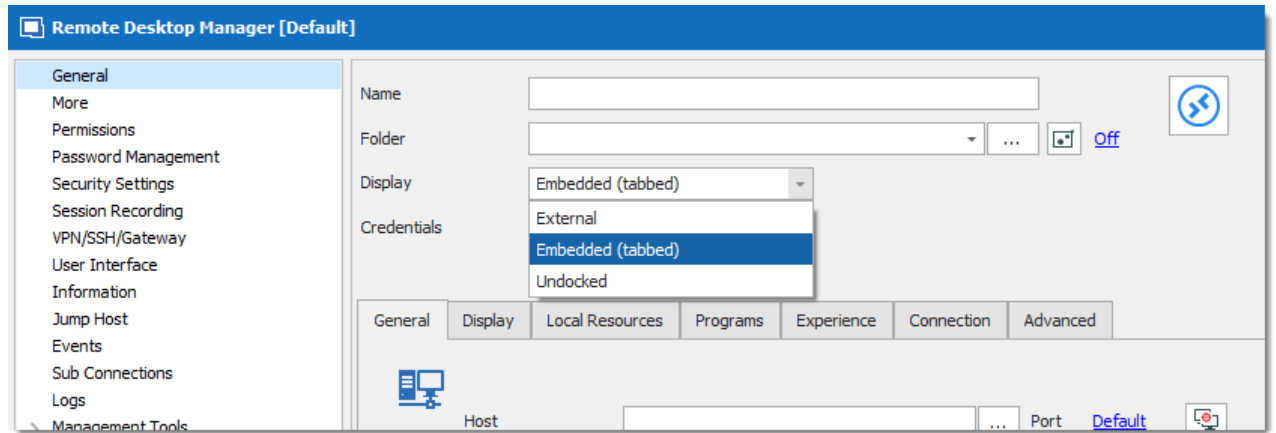 Remote Desktop Manager [Default]
General
More
Permissions
Password Management
Security Settings
Session Recording
VPN/SSH/Gateway
User Interface
Information
Jump Host
Events
Sub Connections
Logs
Management Tools
Name
Folder
... Off
Display
Embedded (tabbed)
External
Embedded (tabbed)
Undocked
Credentials
General Display Local Resources Programs Experience Connection Advanced
Host ... Port Default